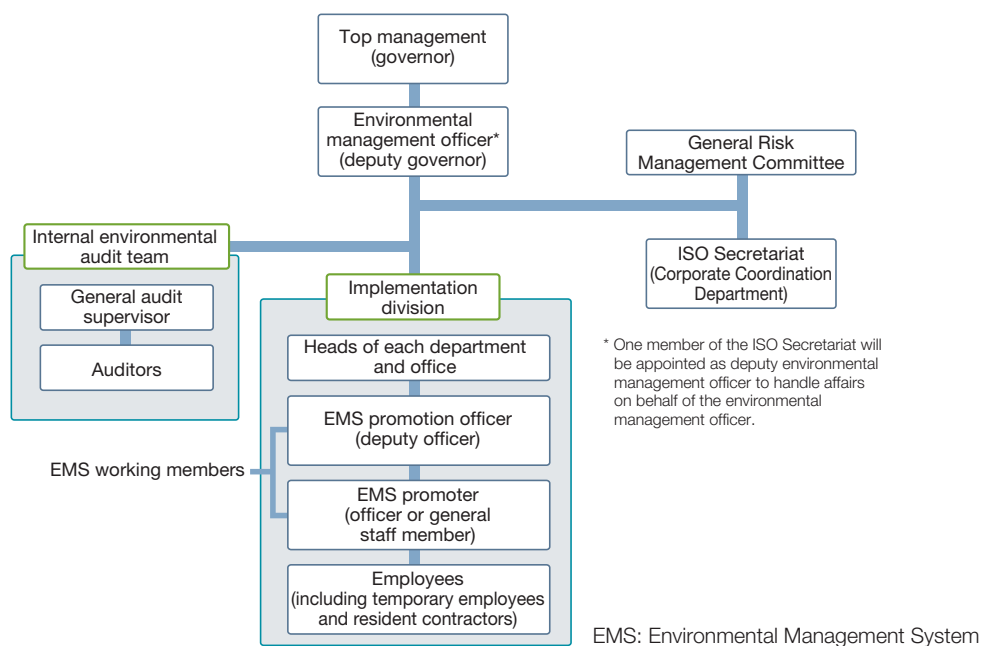 Top management
(governor)
Environmental
management officer*
(deputy governor)
General Risk
Management Committee
Internal environmental
audit team
General audit
supervisor
Auditors
ISO Secretariat
(Corporate Coordination
Department)
Implementation
division
Heads of each department
and office
EMS promotion officer
(deputy officer)
EMS working members
EMS promoter
(officer or general
staff member)
Employees
(including temporary employees
and resident contractors)
* One member of the ISO Secretariat will
be appointed as deputy environmental
management officer to handle affairs
on behalf of the environmental
management officer.
EMS: Environmental Management System